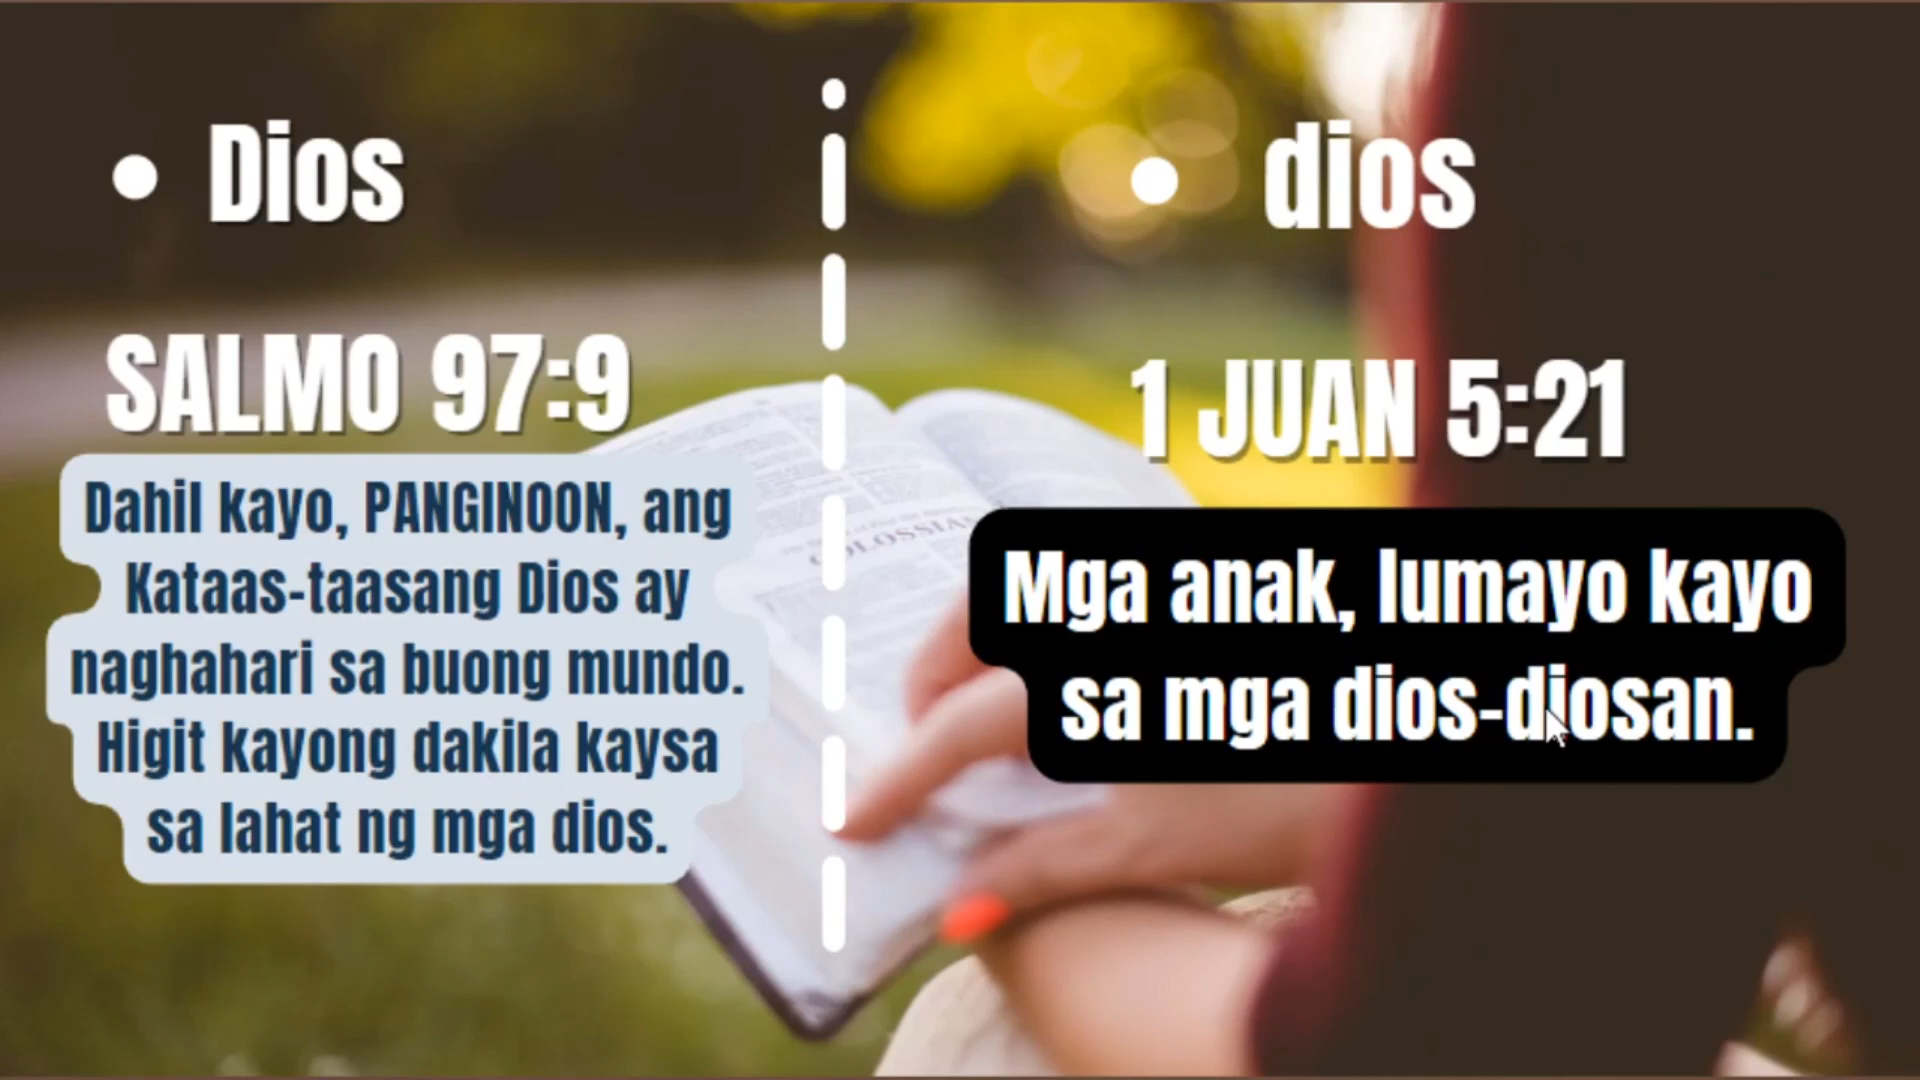 Dios
SALMO 97:9
Dahil kayo, PANGINOON, ang
Kataas-taasang Dios ay
naghahari sa buong mundo.
Higit kayong dakila kaysa
sa lahat ng mga dios.
dios
1 JUAN 5:21
Mga anak, lumayo kayo
sa mga dios-diosan.
COLOSSIANS